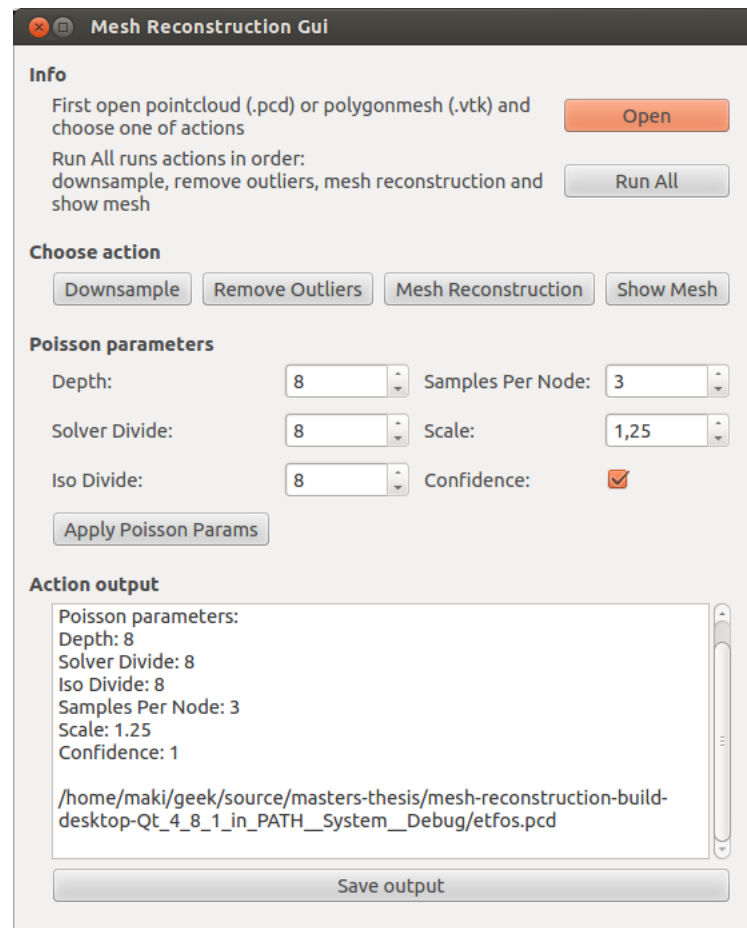 Mesh Reconstruction Gui
Info
First open pointcloud (.pcd) or polygonmesh (.vtk) and
choose one of actions
Open
Run All runs actions in order:
downsample, remove outliers, mesh reconstruction and
show mesh
Run All
Choose action
Downsample Remove Outliers Mesh Reconstruction Show Mesh
Poisson parameters
Depth: 8 Samples Per Node: 3
Solver Divide: 8 Scale: 1,25
Iso Divide: 8 Confidence:
Apply Poisson Params
Action output
Poisson parameters:
Depth: 8
Solver Divide: 8
Iso Divide: 8
Samples Per Node: 3
Scale: 1.25
Confidence: 1
/home/maki/geek/source/masters-thesis/mesh-reconstruction-build-
desktop-Qt_4_8_1_in_PATH__System__Debug/etfos.pcd
Save output